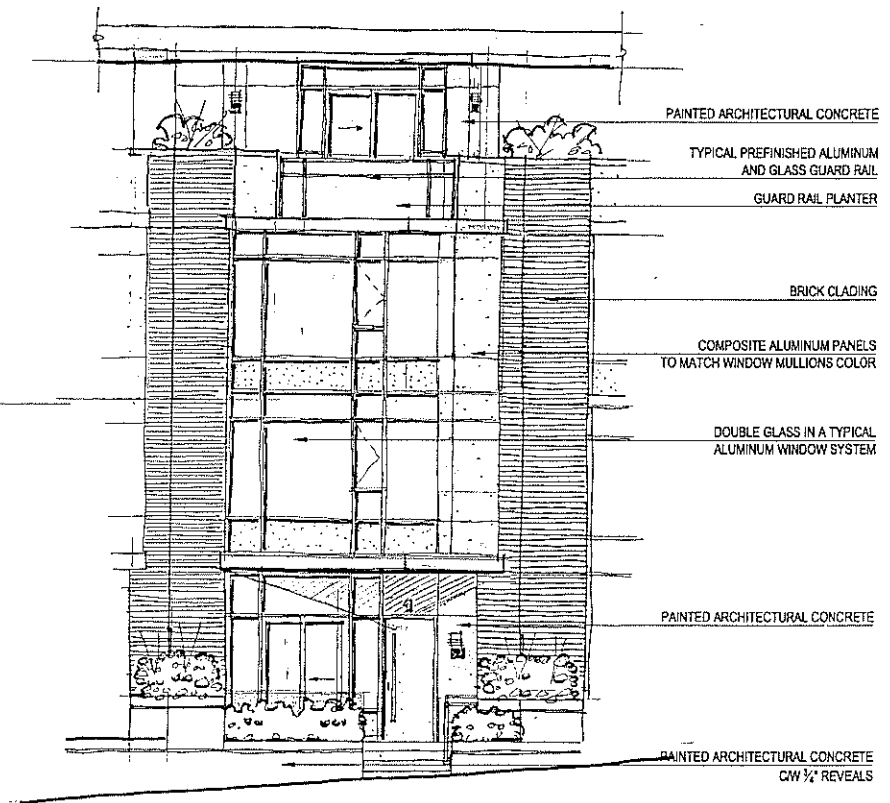 PAINTED ARCHITECTURAL CONCRETE
TYPICAL PREFINISHED ALUMINUM
AND GLASS GUARD RAIL
GUARD RAIL PLANTER
BRICK CLADING
COMPOSITE ALUMINUM PANELS
TO MATCH WINDOW MULLIONS COLOR
DOUBLE GLASS IN A TYPICAL
ALUMINUM WINDOW SYSTEM
PAINTED ARCHITECTURAL CONCRETE
PAINTED ARCHITECTURAL CONCRETE
C/W ¾" REVEALS